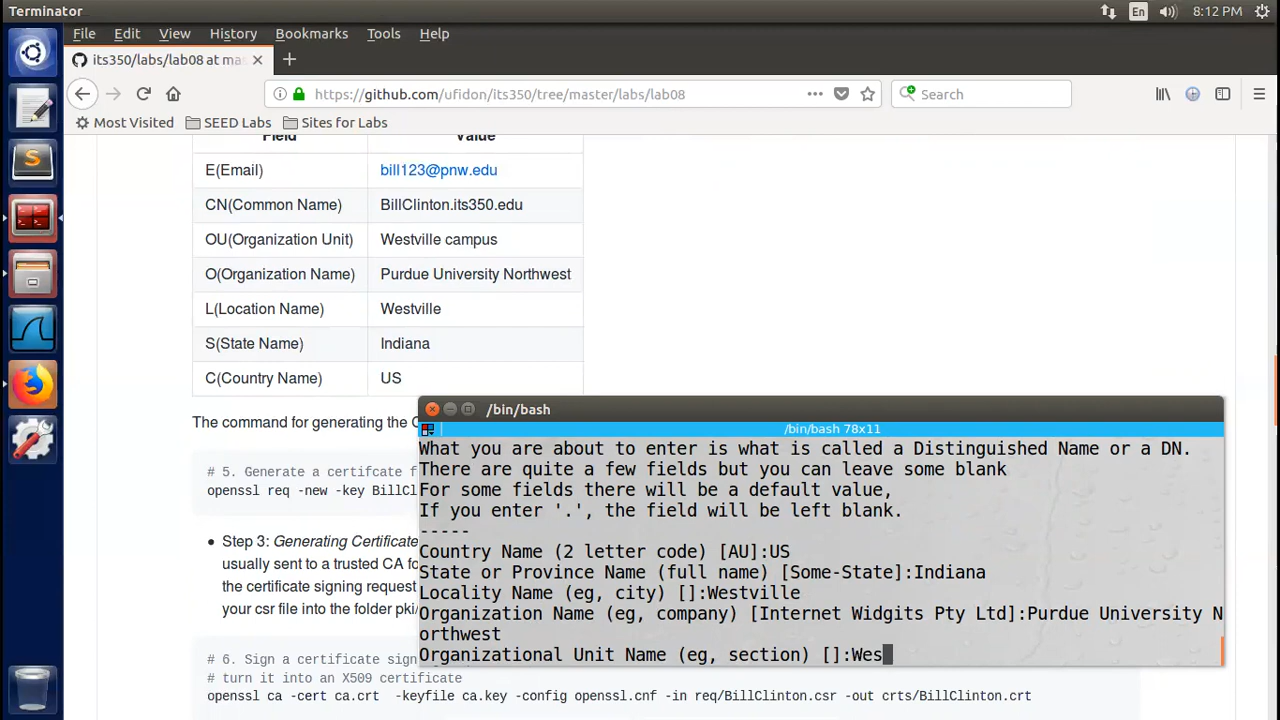 Terminator
En
8:12 PM
File Edit View History Bookmarks Tools Help
its350/labs/lab08 at mas
https://github.com/ufidon/its350/tree/master/labs/lab08
Search
Most Visited SEED Labs Sites for Labs
Field Value
E(Email) bill123@pnw.edu
CN(Common Name) BillClinton.its350.edu
OU(Organization Unit) Westville campus
O(Organization Name) Purdue University Northwest
L(Location Name) Westville
S(State Name) Indiana
C(Country Name) US
The command for generating the C
# 5. Generate a certifcate f
openssl req -new -key BillCl
Step 3: Generating Certificate
usually sent to a trusted CA fo
the certificate signing request
your csr file into the folder pki/
# 6. Sign a certificate sign
# turn it into an X509 certificate
openssl ca -cert ca.crt -keyfile ca.key -config openssl.cnf -in req/BillClinton.csr -out crts/BillClinton.crt
/bin/bash
/bin/bash 78x11
What you are about to enter is what is called a Distinguished Name or a DN.
There are quite a few fields but you can leave some blank
For some fields there will be a default value,
If you enter '.', the field will be left blank.
-----
Country Name (2 letter code) [AU]:US
State or Province Name (full name) [Some-State]:Indiana
Locality Name (eg, city) []:Westville
Organization Name (eg, company) [Internet Widgits Pty Ltd]:Purdue University N
orthwest
Organizational Unit Name (eg, section) []:Wes